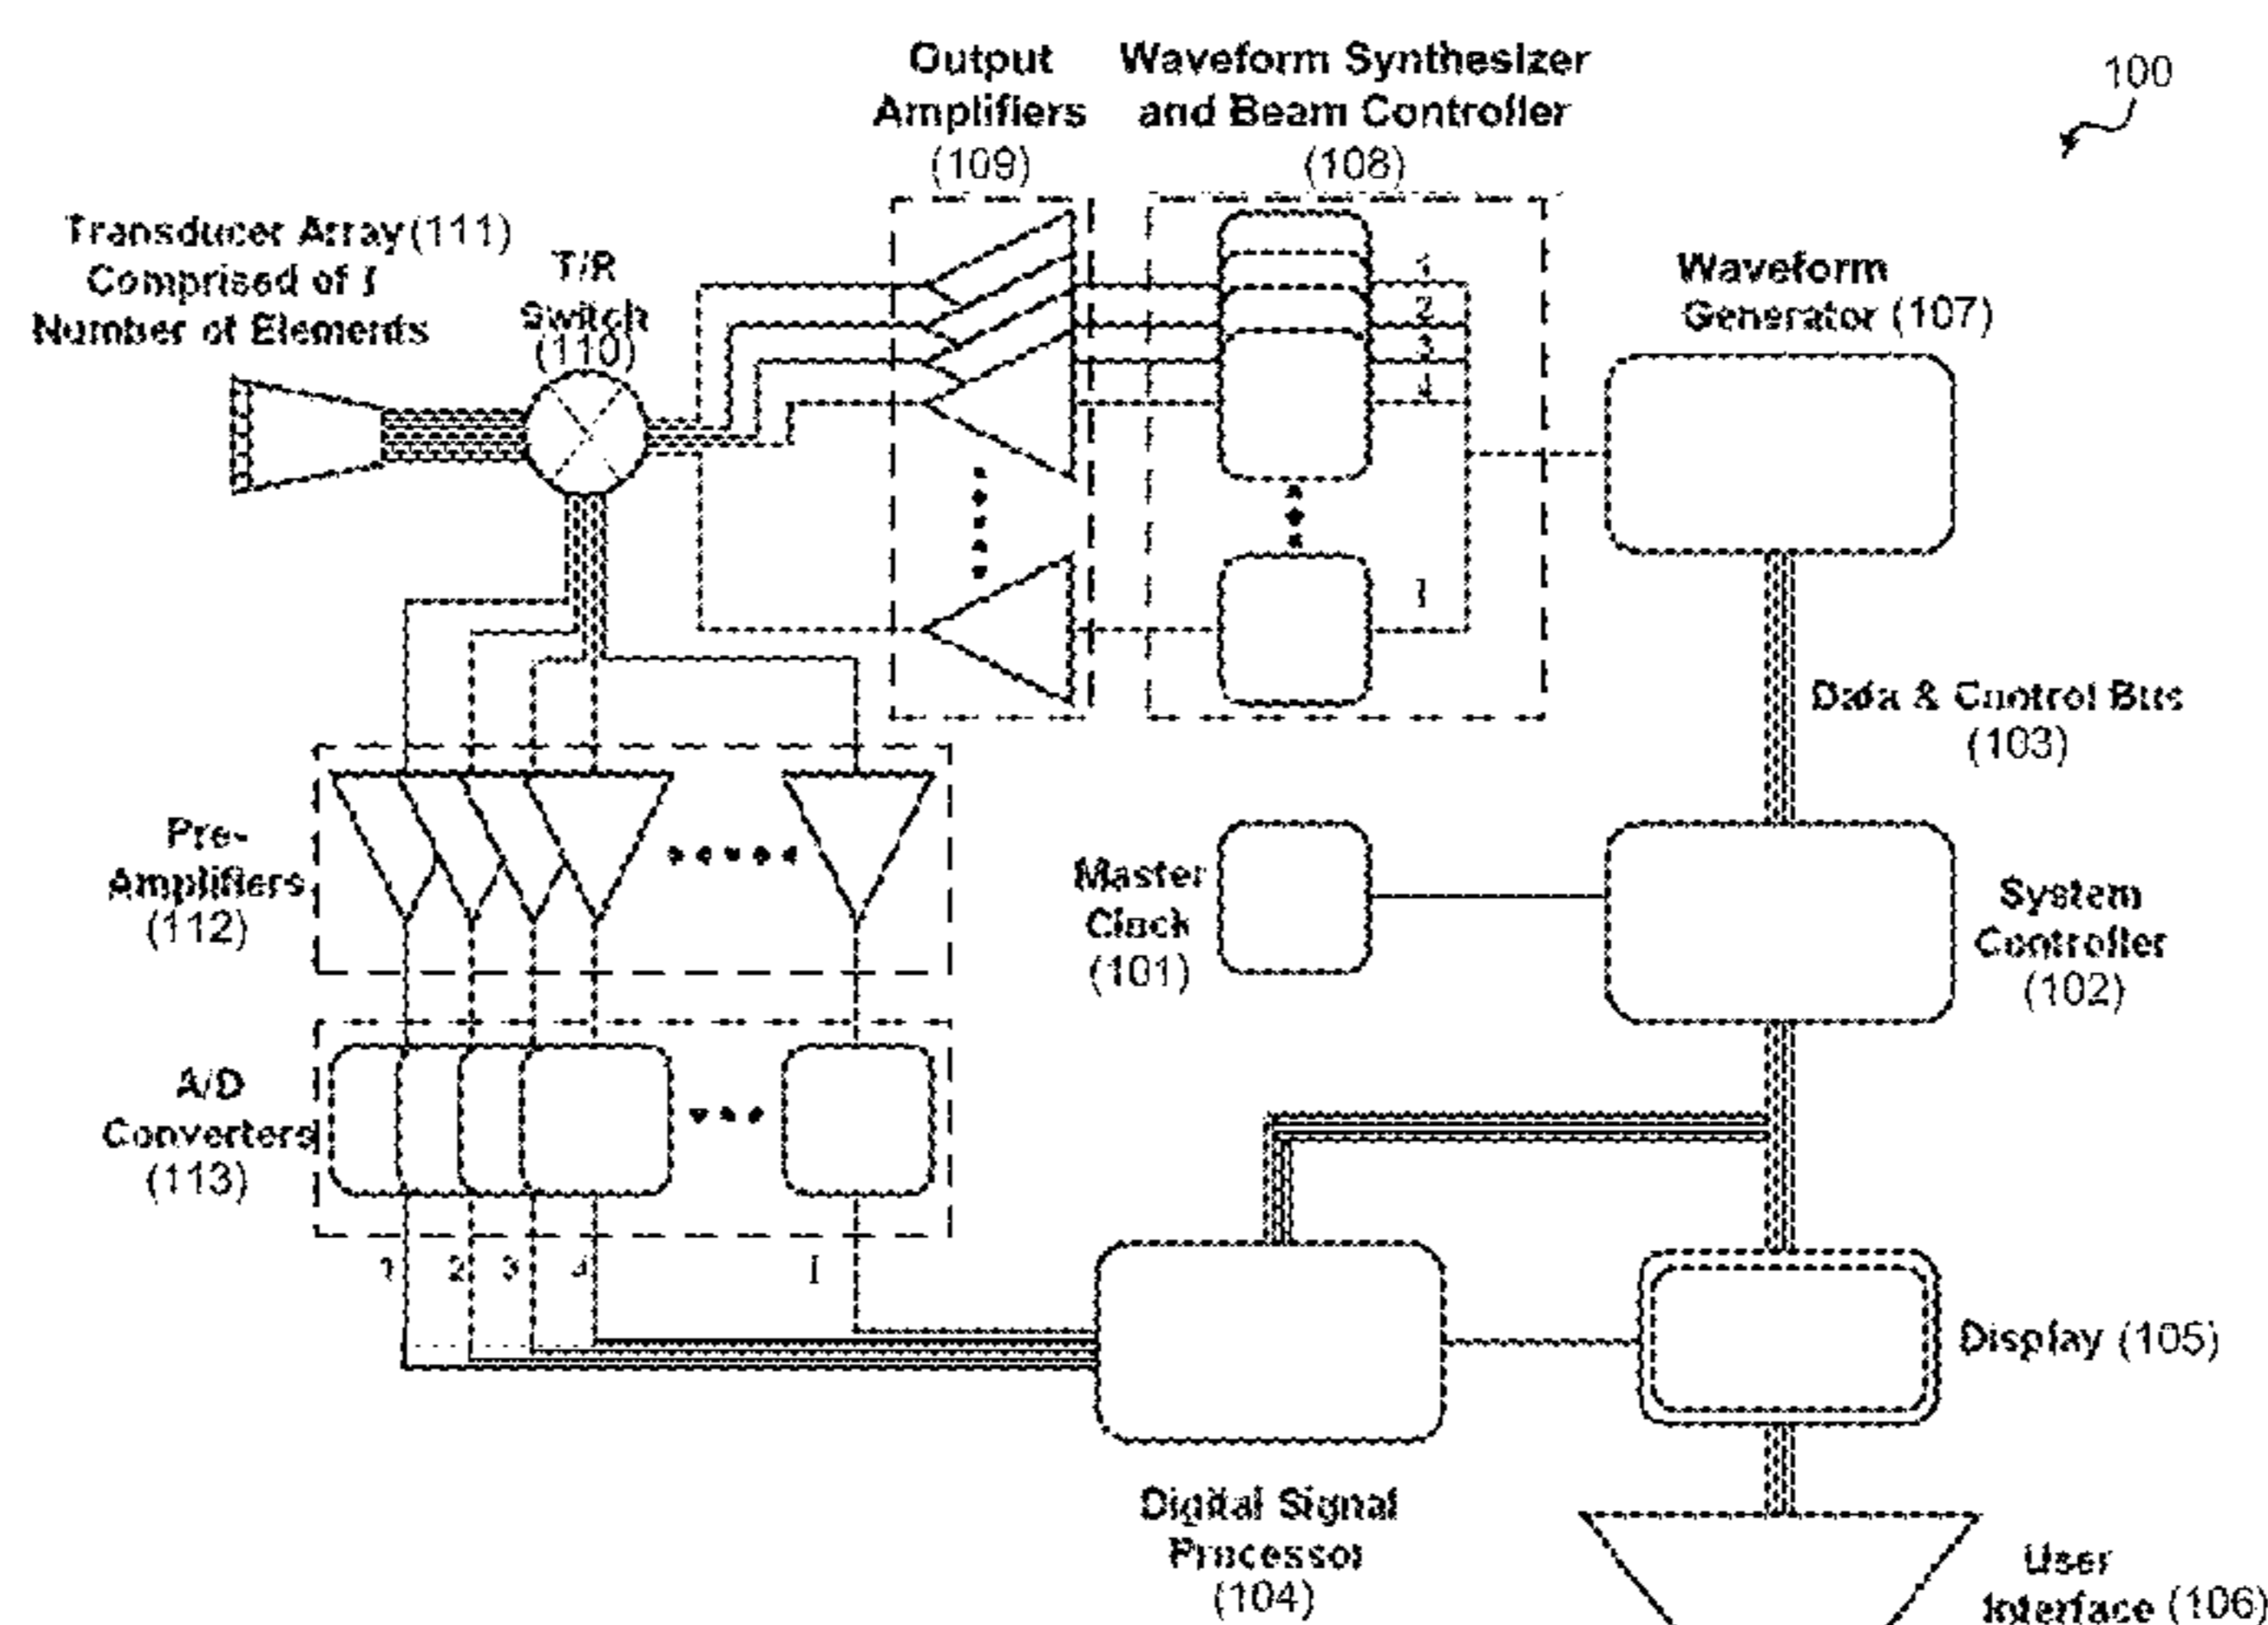 100
Output
Amplifiers
(109)
Waveform Synthesizer
and Beam Controller
(108)
Transducer Array (111)
Comprised of I
Number of Elements
T/R
Switch
(110)
1
2
3
4
I
Waveform
Generator (107)
Data & Control Bus
(103)
Pre-
Amplifiers
(112)
Master
Clock
(101)
System
Controller
(102)
A/D
Converters
(113)
1 2 3 4 I
Display (105)
Digital Signal
Processor
(104)
User
Interface (106)